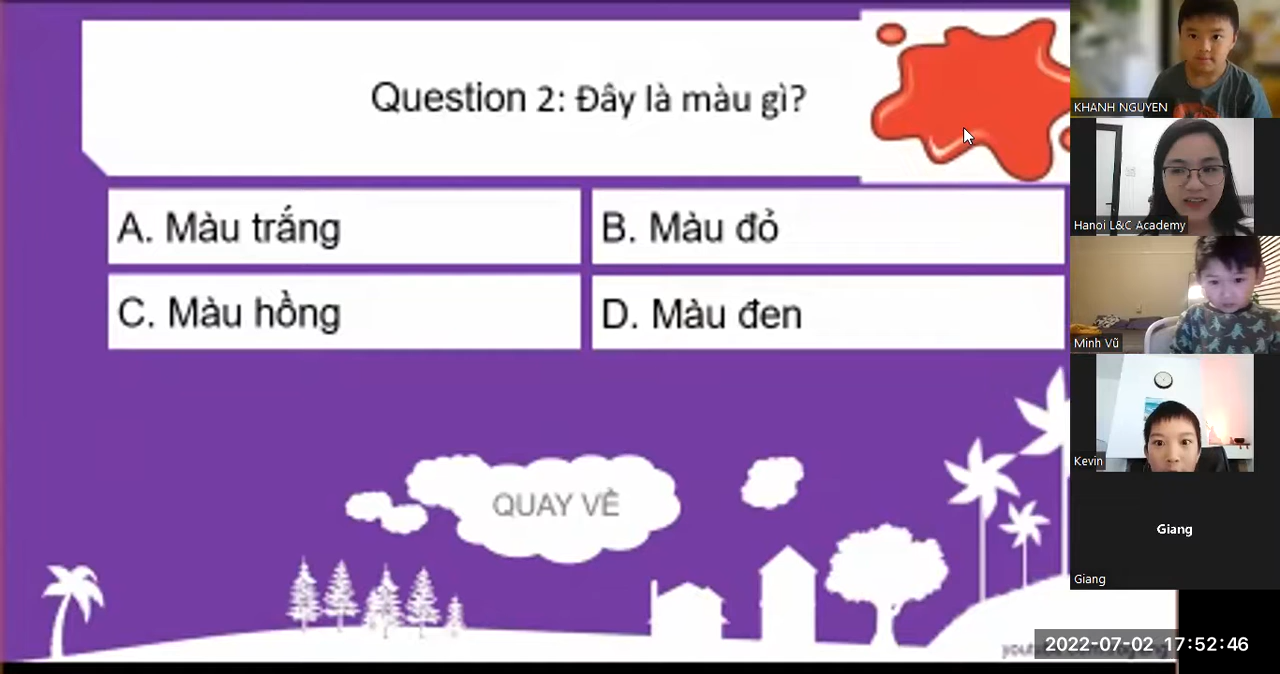 Question 2: Đây là màu gì?
A. Màu trắng
B. Màu đỏ
C. Màu hồng
D. Màu đen
QUAY VỀ
KHANH NGUYEN
Hanoi L&C Academy
Minh Vũ
Kevin
Giang
Giang
2022-07-02 17:52:46